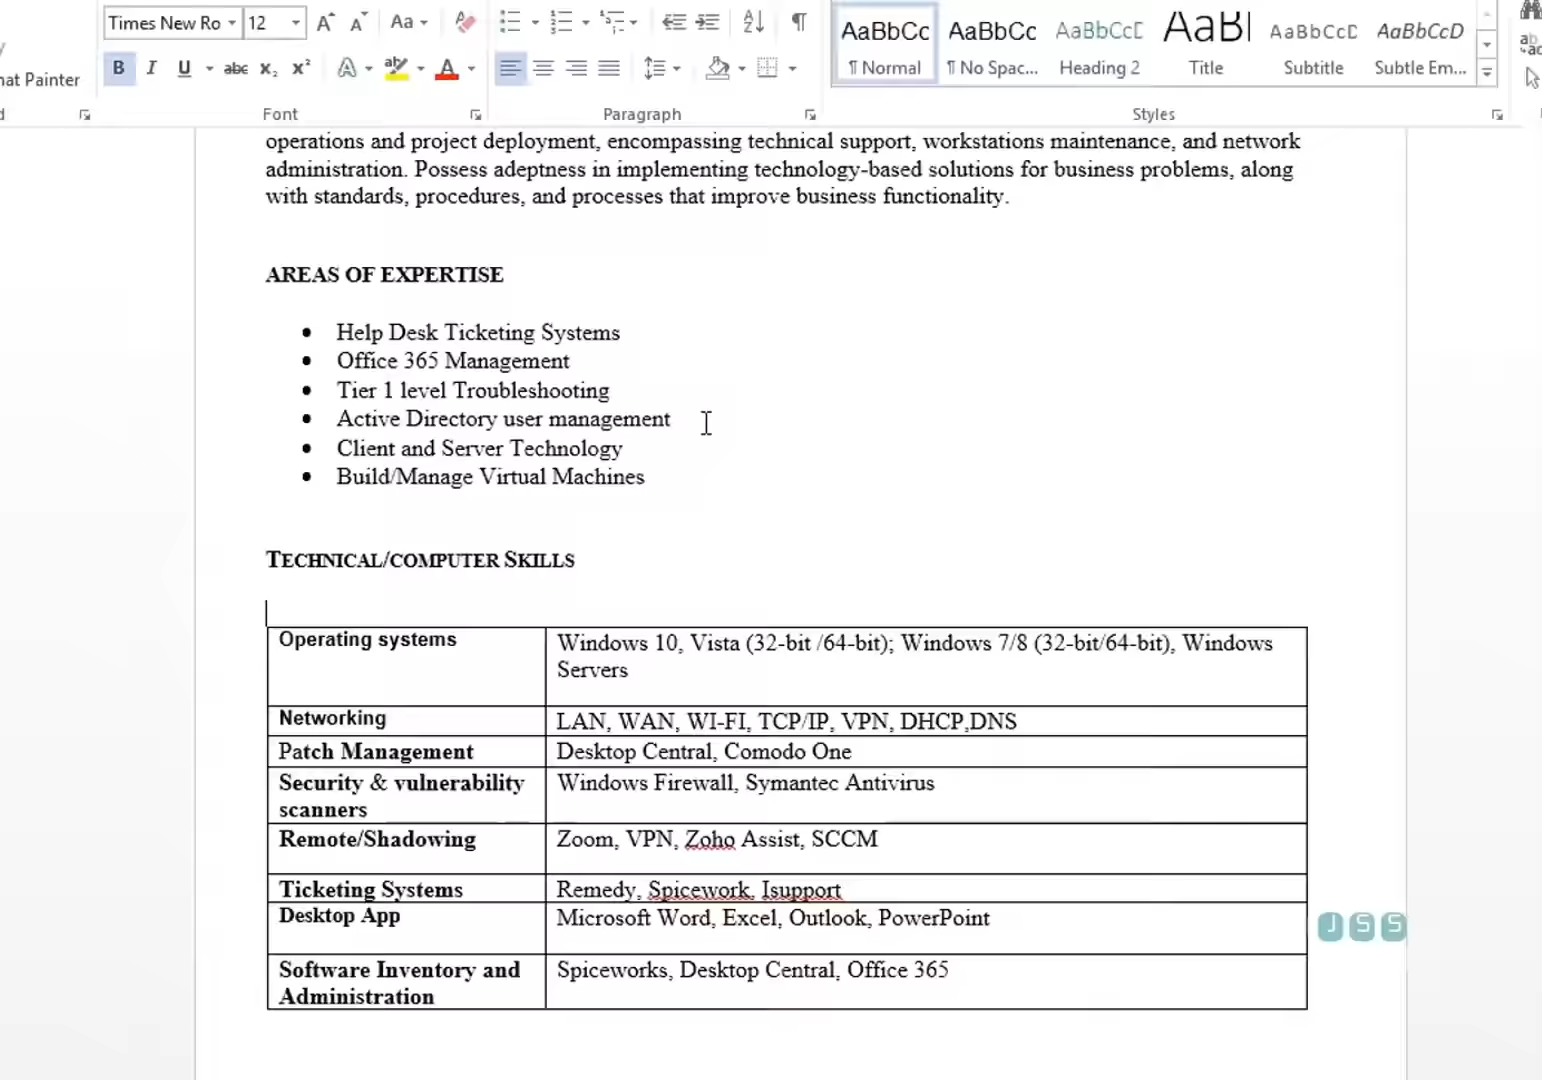 Times New Ro 12 Aa AaBbCc AaBbCc AaBbCcD AaBl AaBbCcD AaBbCcD
B I U abc X₂ X² A ab A ¶ Normal ¶ No Spac... Heading 2 Title Subtitle Subtle Em...
nat Painter
Font Paragraph Styles
operations and project deployment, encompassing technical support, workstations maintenance, and network
administration. Possess adeptness in implementing technology-based solutions for business problems, along
with standards, procedures, and processes that improve business functionality.
AREAS OF EXPERTISE
• Help Desk Ticketing Systems
• Office 365 Management
• Tier 1 level Troubleshooting
• Active Directory user management
• Client and Server Technology
• Build/Manage Virtual Machines
TECHNICAL/COMPUTER SKILLS
Operating systems Windows 10, Vista (32-bit /64-bit); Windows 7/8 (32-bit/64-bit), Windows
Servers
Networking LAN, WAN, WI-FI, TCP/IP, VPN, DHCP,DNS
Patch Management Desktop Central, Comodo One
Security & vulnerability Windows Firewall, Symantec Antivirus
scanners
Remote/Shadowing Zoom, VPN, Zoho Assist, SCCM
Ticketing Systems Remedy, Spicework, Isupport
Desktop App Microsoft Word, Excel, Outlook, PowerPoint
JSS
Software Inventory and Spiceworks, Desktop Central, Office 365
Administration